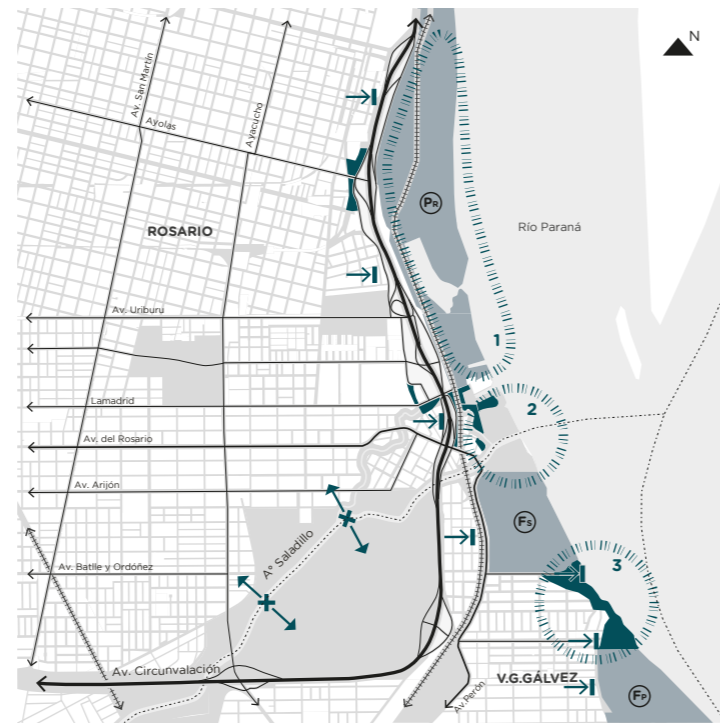 N
Av. San Martín
Ayacucho
Ayolas
PR
ROSARIO
Río Paraná
Av. Uriburu
1
Lamadrid
2
Av. del Rosario
Av. Arijón
FS
A° Saladillo
Av. Batlle y Ordóñez
3
Av. Circunvalación
Av. Perón
V.G.GÁLVEZ
FP